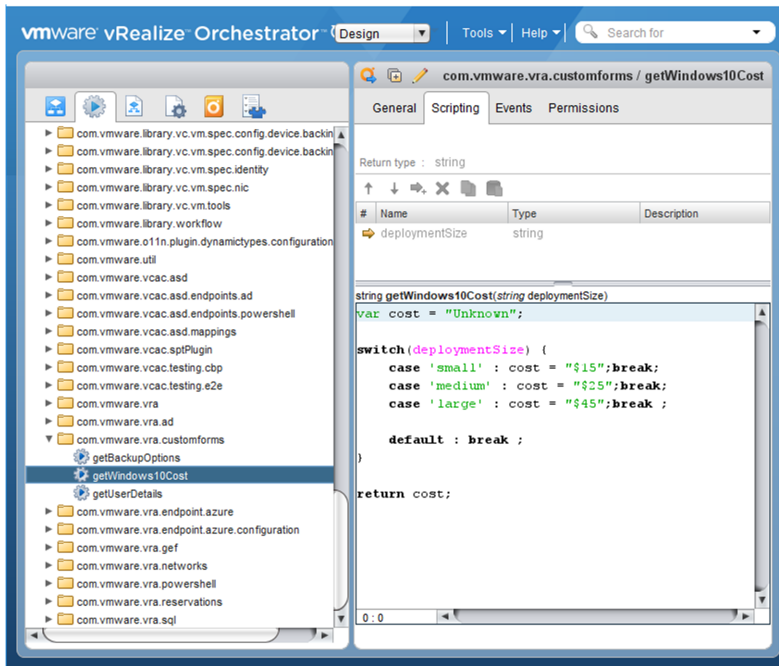 vmware® vRealize™ Orchestrator™ Design Tools Help Search for
com.vmware.library.vc.vm.spec.config.device.backin
com.vmware.library.vc.vm.spec.config.device.backin
com.vmware.library.vc.vm.spec.identity
com.vmware.library.vc.vm.spec.nic
com.vmware.library.vc.vm.tools
com.vmware.library.workflow
com.vmware.o11n.plugin.dynamictypes.configuration
com.vmware.util
com.vmware.vcac.asd
com.vmware.vcac.asd.endpoints.ad
com.vmware.vcac.asd.endpoints.powershell
com.vmware.vcac.asd.mappings
com.vmware.vcac.sptPlugin
com.vmware.vcac.testing.cbp
com.vmware.vcac.testing.e2e
com.vmware.vra
com.vmware.vra.ad
com.vmware.vra.customforms
getBackupOptions
getWindows10Cost
getUserDetails
com.vmware.vra.endpoint.azure
com.vmware.vra.endpoint.azure.configuration
com.vmware.vra.gef
com.vmware.vra.networks
com.vmware.vra.powershell
com.vmware.vra.reservations
com.vmware.vra.sql
com.vmware.vra.customforms / getWindows10Cost
General Scripting Events Permissions
Return type : string
# Name Type Description
deploymentSize string
string getWindows10Cost(string deploymentSize)
var cost = "Unknown";
switch(deploymentSize) {
case 'small' : cost = "$15";break;
case 'medium' : cost = "$25";break;
case 'large' : cost = "$45";break ;
default : break ;
}
return cost;
0 : 0